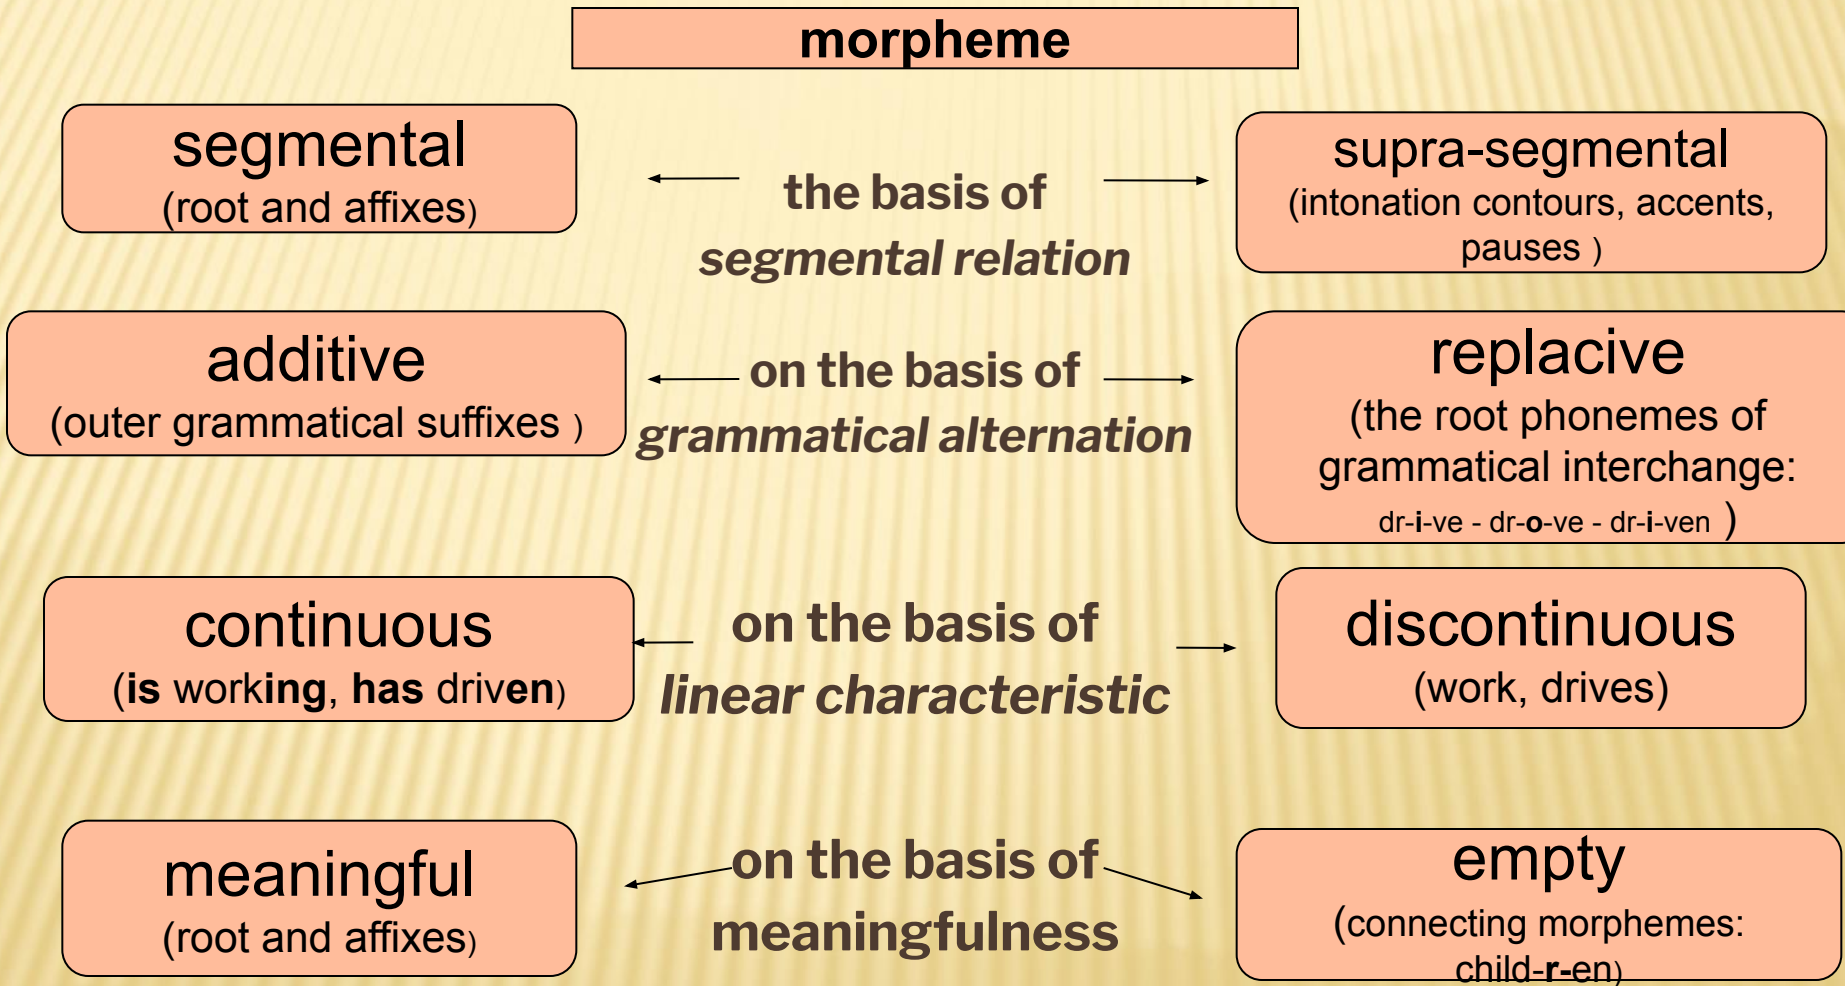 morpheme
segmental
(root and affixes)
the basis of
segmental relation
supra-segmental
(intonation contours, accents,
pauses )
additive
(outer grammatical suffixes )
on the basis of
grammatical alternation
replacive
(the root phonemes of
grammatical interchange:
dr-i-ve - dr-o-ve - dr-i-ven )
continuous
(is working, has driven)
on the basis of
linear characteristic
discontinuous
(work, drives)
meaningful
(root and affixes)
on the basis of
meaningfulness
empty
(connecting morphemes:
child-r-en)